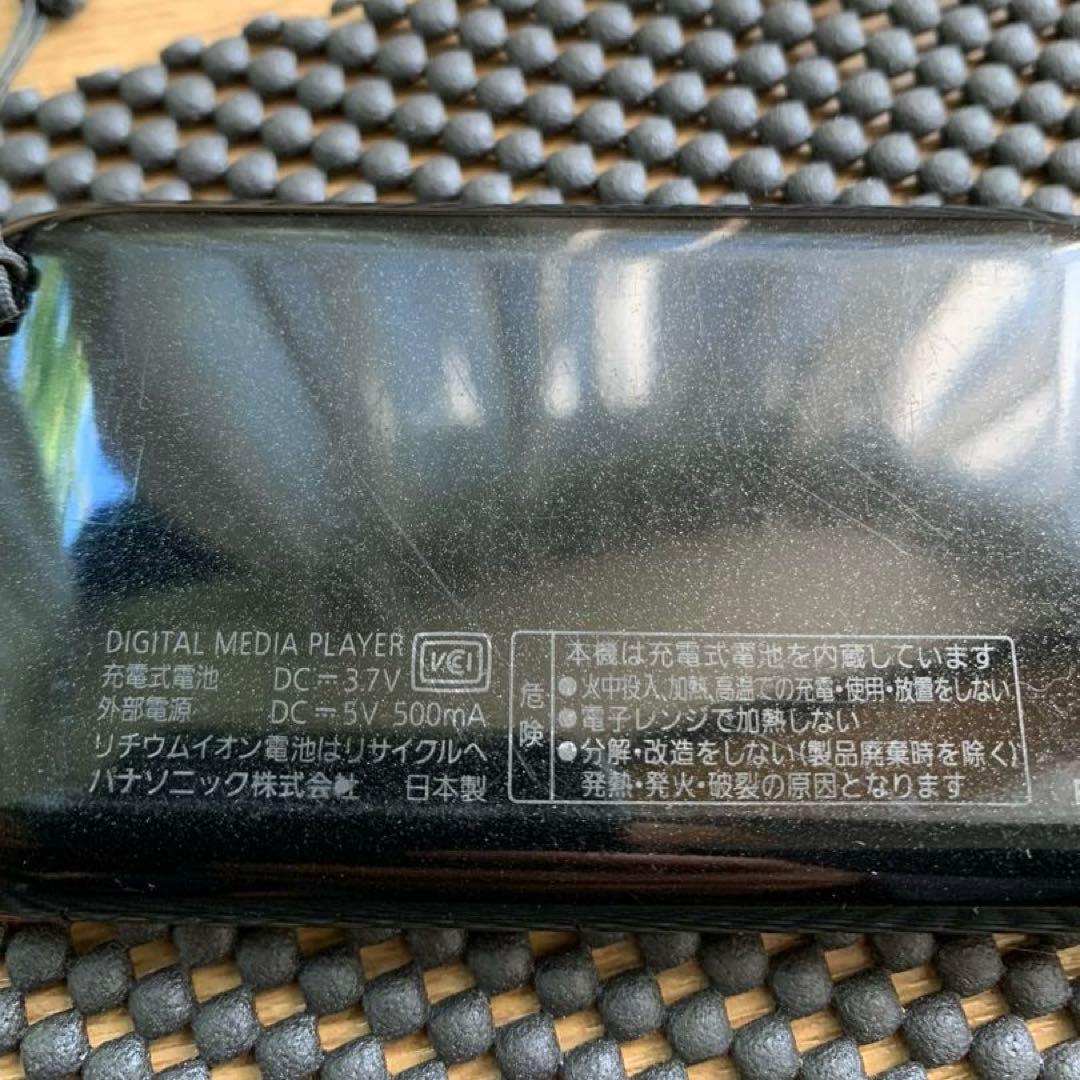 DIGITAL MEDIA PLAYER VCI
充電式電池 DC ⎓ 3.7V
外部電源 DC ⎓ 5V 500mA
リチウムイオン電池はリサイクルへ
パナソニック株式会社 日本製
危険
本機は充電式電池を内蔵しています
●火中投入、加熱、高温での充電・使用・放置をしない
●電子レンジで加熱しない
●分解・改造をしない(製品廃棄時を除く)
発熱・発火・破裂の原因となります